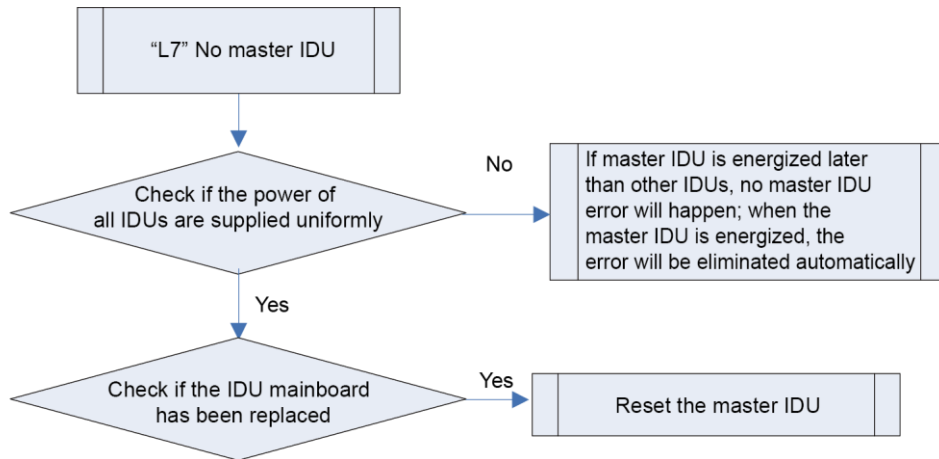 “L7” No master IDU
Check if the power of
all IDUs are supplied uniformly
No
If master IDU is energized later
than other IDUs, no master IDU
error will happen; when the
master IDU is energized, the
error will be eliminated automatically
Yes
Check if the IDU mainboard
has been replaced
Yes
Reset the master IDU